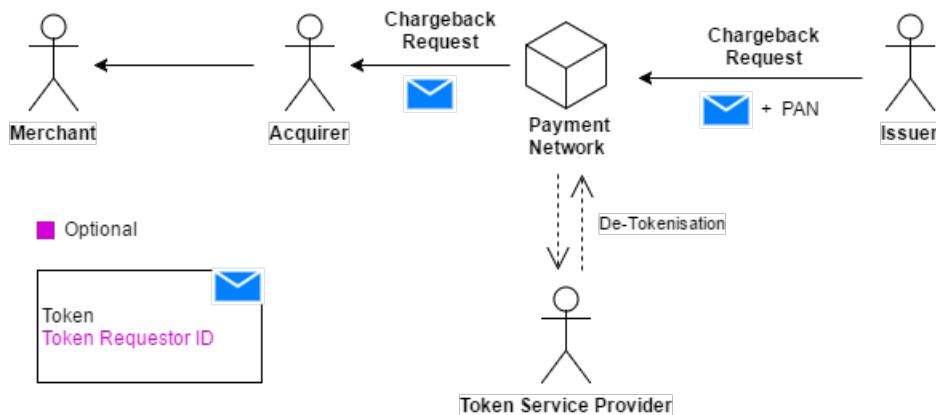 Chargeback
Request
Chargeback
Request
+ PAN
Merchant
Acquirer
Payment
Network
Issuer
De-Tokenisation
Optional
Token
Token Requestor ID
Token Service Provider